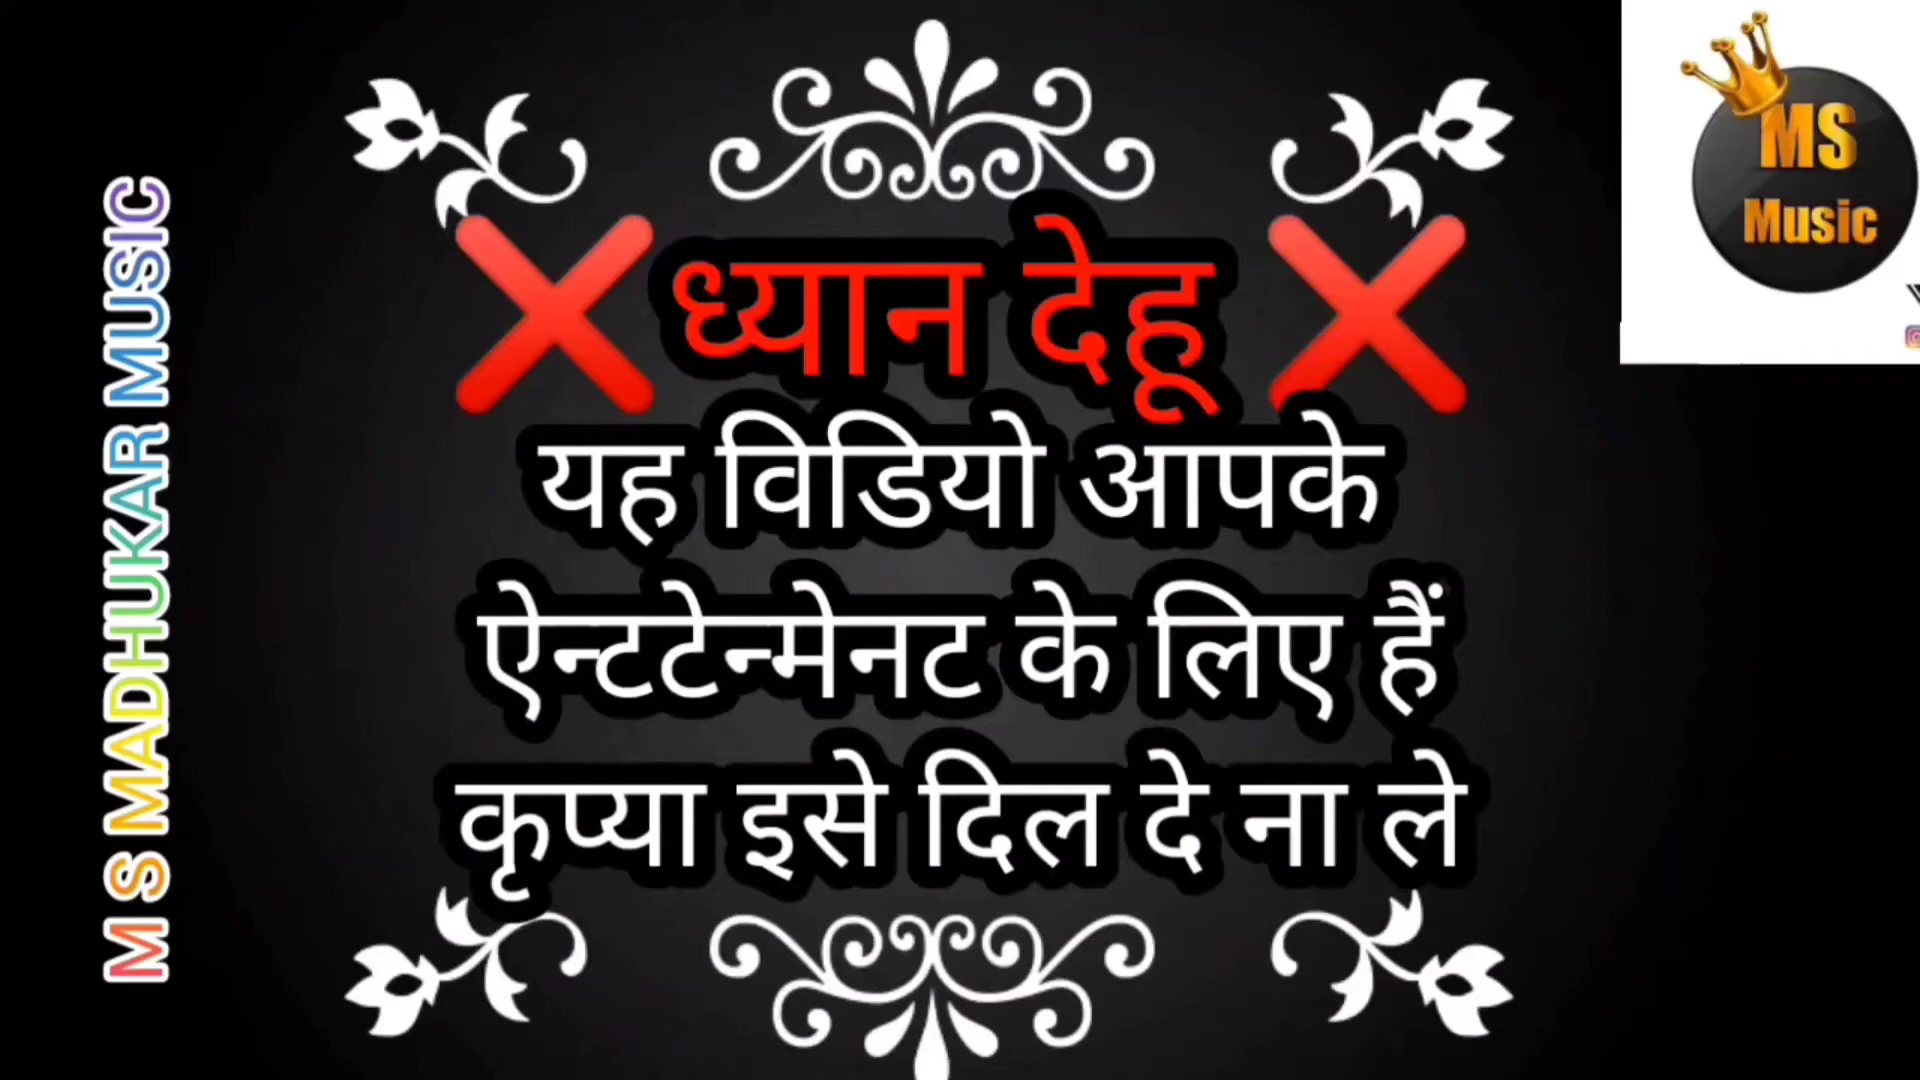 M S MADHUKAR MUSIC
MS
Music
❌ ध्यान देहू ❌
यह विडियो आपके
ऐन्टटेन्मेनट के लिए हैं
कृप्या इसे दिल दे ना ले